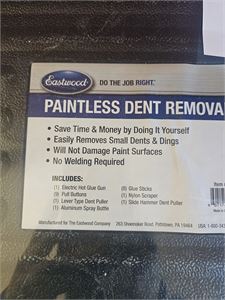 Eastwood DO THE JOB RIGHT.
PAINTLESS DENT REMOVA
• Save Time & Money by Doing It Yourself
• Easily Removes Small Dents & Dings
• Will Not Damage Paint Surfaces
• No Welding Required
INCLUDES:
(1) Electric Hot Glue Gun (8) Glue Sticks
(9) Pull Buttons (1) Nylon Scraper
(1) Lever Type Dent Puller (1) Slide Hammer Dent Puller
(1) Aluminum Spray Bottle
Item
Manufactured for The Eastwood Company 263 Shoemaker Road, Pottstown, PA 19464 USA